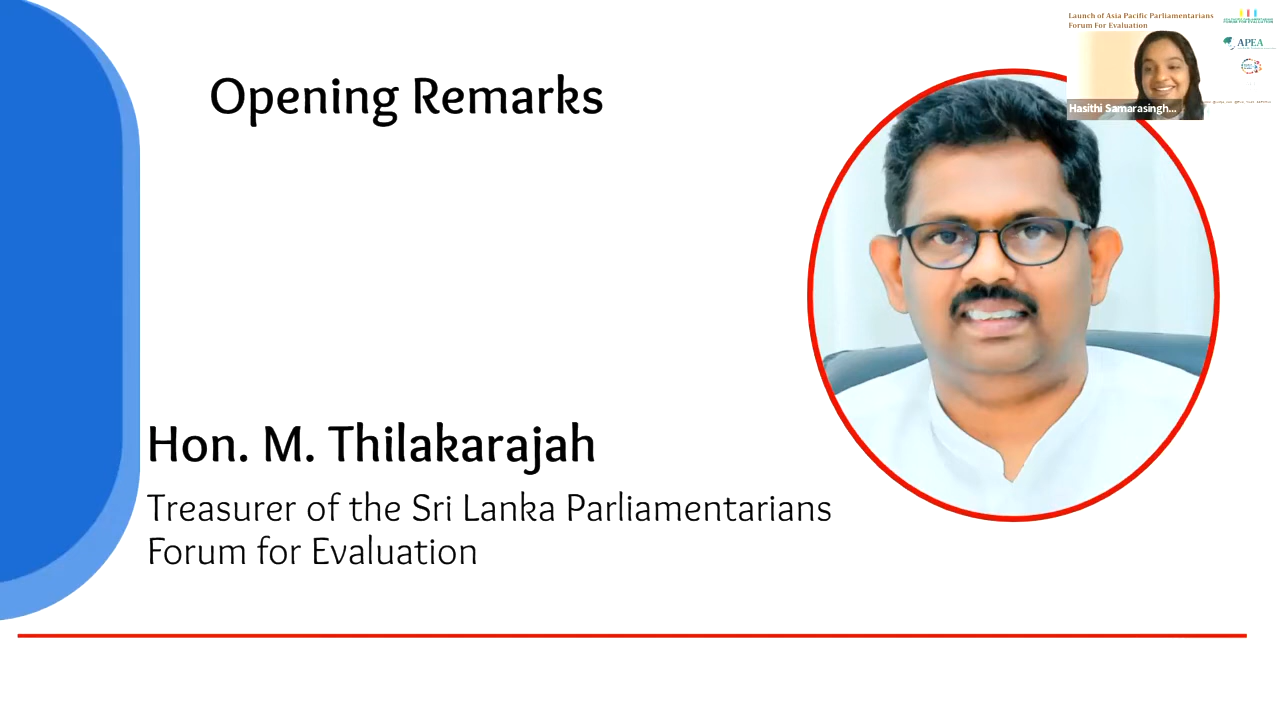 Launch of Asia Pacific Parliamentarians
Forum For Evaluation
APEA
Hasithi Samarasingh...
Opening Remarks
Hon. M. Thilakarajah
Treasurer of the Sri Lanka Parliamentarians
Forum for Evaluation